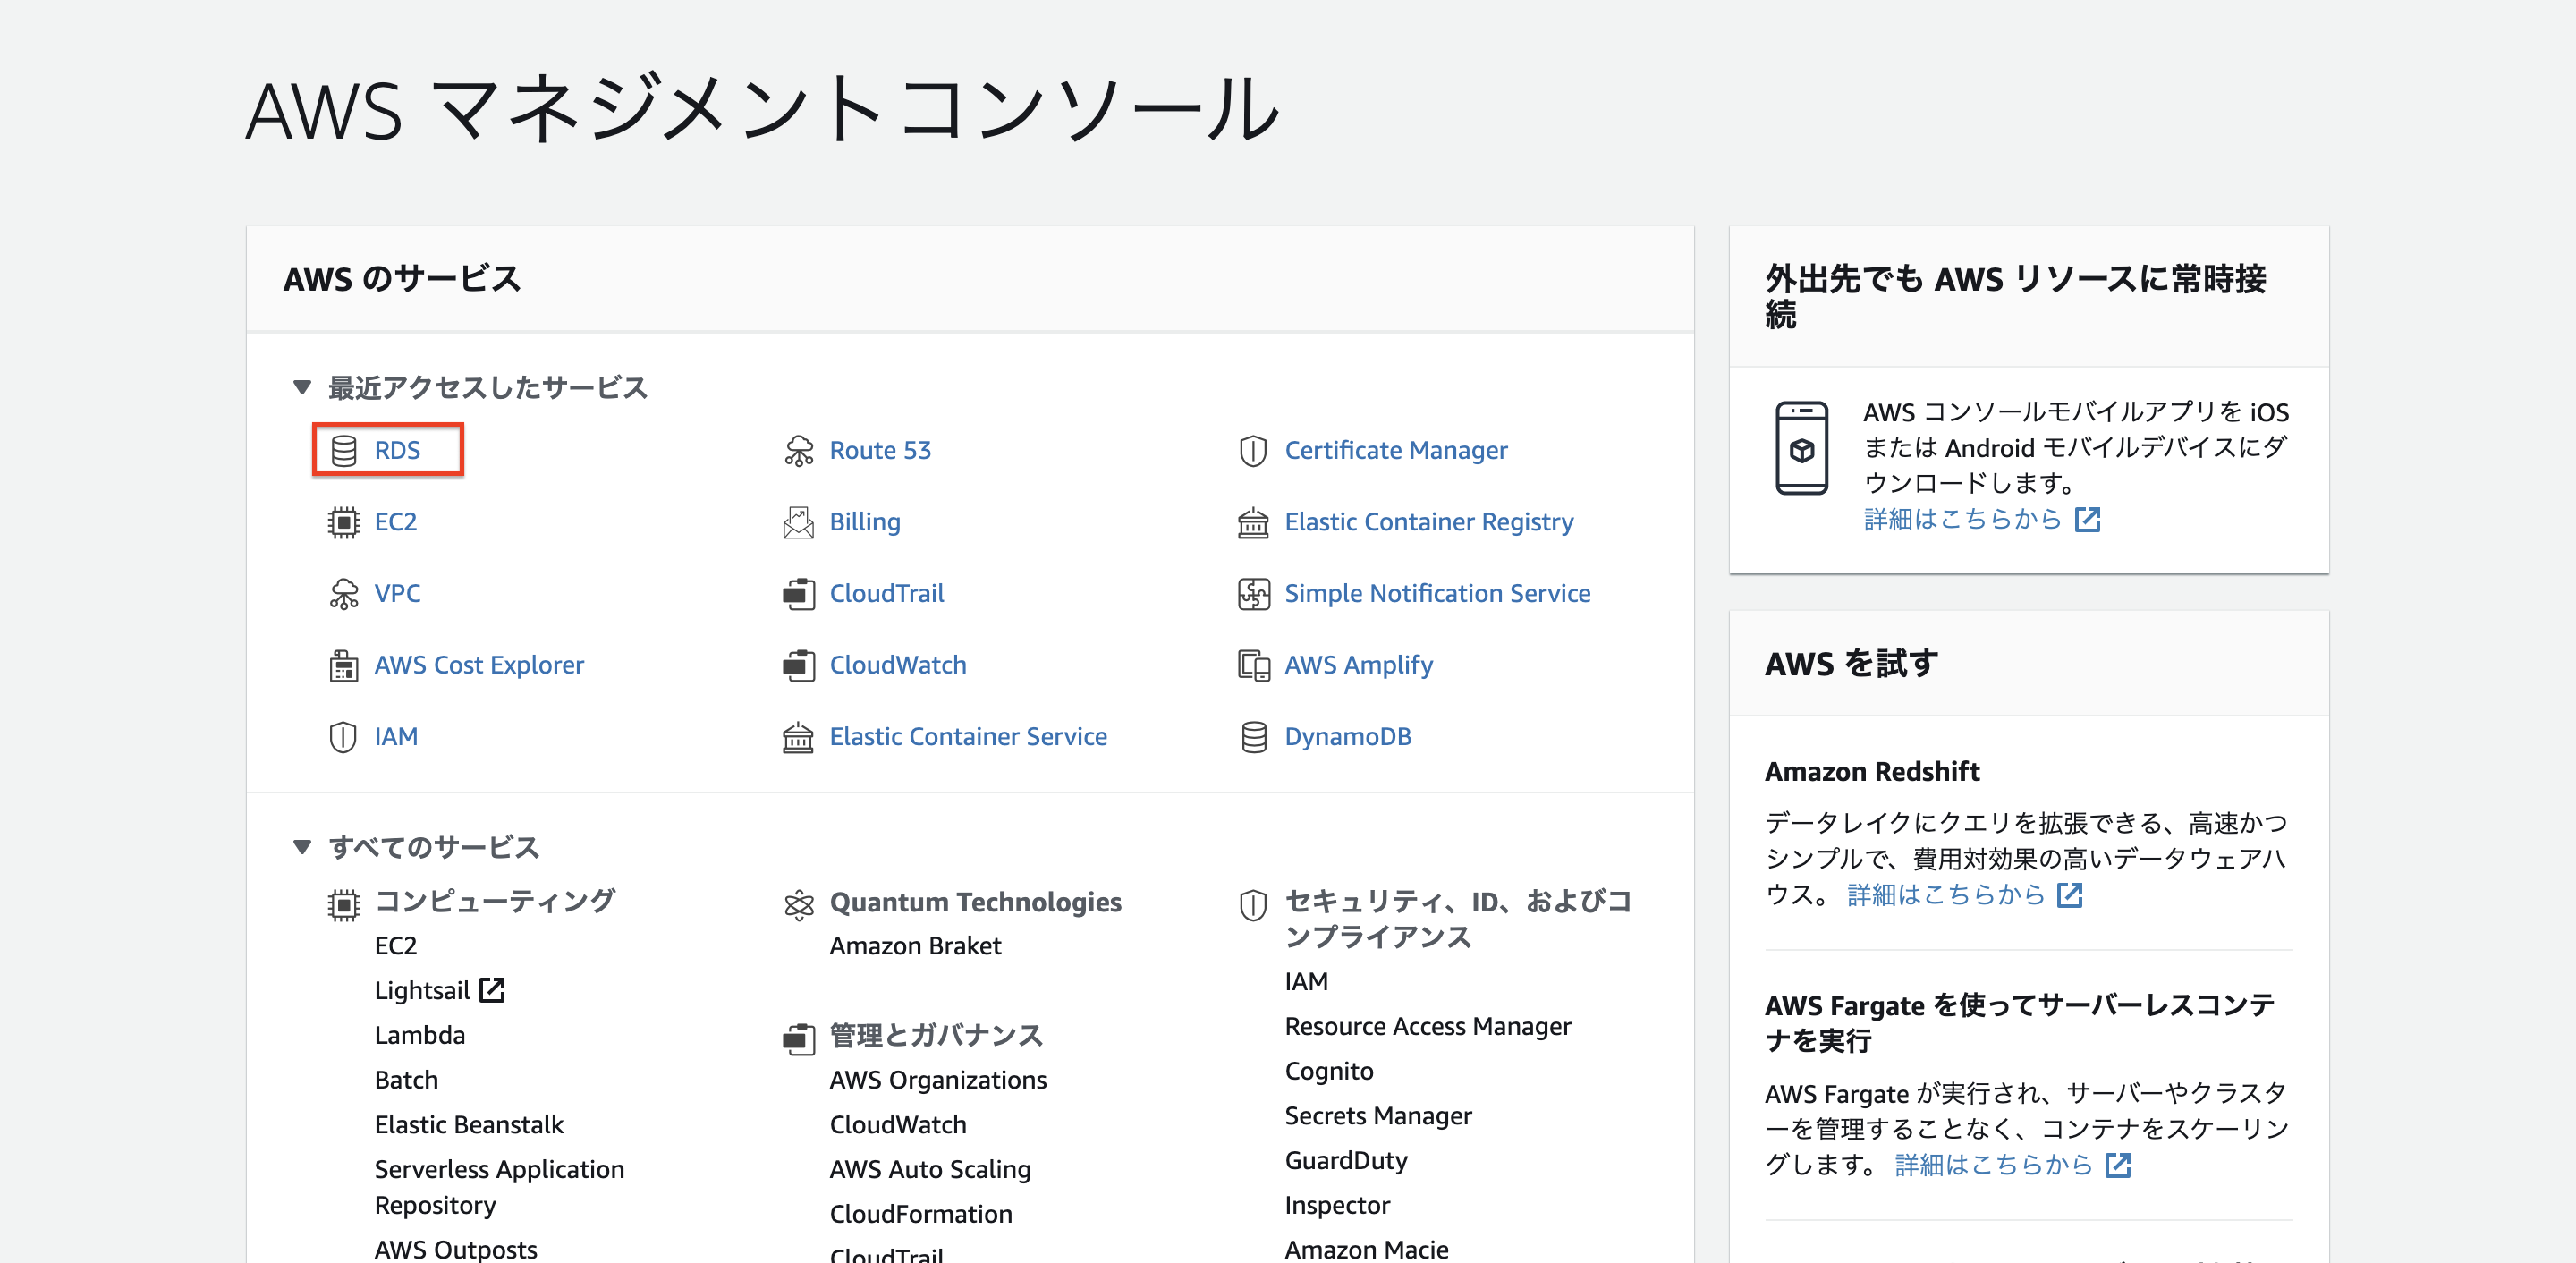 AWS マネジメントコンソール
AWS のサービス
最近アクセスしたサービス
RDS
EC2
VPC
AWS Cost Explorer
IAM
Route 53
Billing
CloudTrail
CloudWatch
Elastic Container Service
Certificate Manager
Elastic Container Registry
Simple Notification Service
AWS Amplify
DynamoDB
すべてのサービス
コンピューティング
EC2
Lightsail
Lambda
Batch
Elastic Beanstalk
Serverless Application
Repository
AWS Outposts
Quantum Technologies
Amazon Braket
管理とガバナンス
AWS Organizations
CloudWatch
AWS Auto Scaling
CloudFormation
CloudTrail
セキュリティ、ID、およびコ
ンプライアンス
IAM
Resource Access Manager
Cognito
Secrets Manager
GuardDuty
Inspector
Amazon Macie
外出先でも AWS リソースに常時接
続
AWS コンソールモバイルアプリを iOS
または Android モバイルデバイスにダ
ウンロードします。
詳細はこちらから
AWS を試す
Amazon Redshift
データレイクにクエリを拡張できる、高速かつ
シンプルで、費用対効果の高いデータウェアハ
ウス。 詳細はこちらから
AWS Fargate を使ってサーバーレスコンテ
ナを実行
AWS Fargate が実行され、サーバーやクラスタ
ーを管理することなく、コンテナをスケーリン
グします。 詳細はこちらから